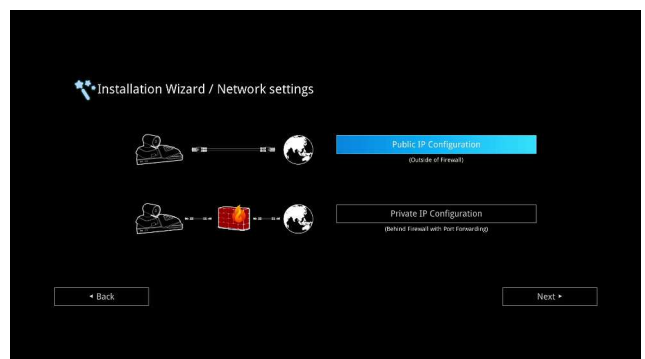 Installation Wizard / Network settings
Public IP Configuration
(Outside of Firewall)
Private IP Configuration
(Behind Firewall with Port Forwarding)
◂ Back
Next ▸